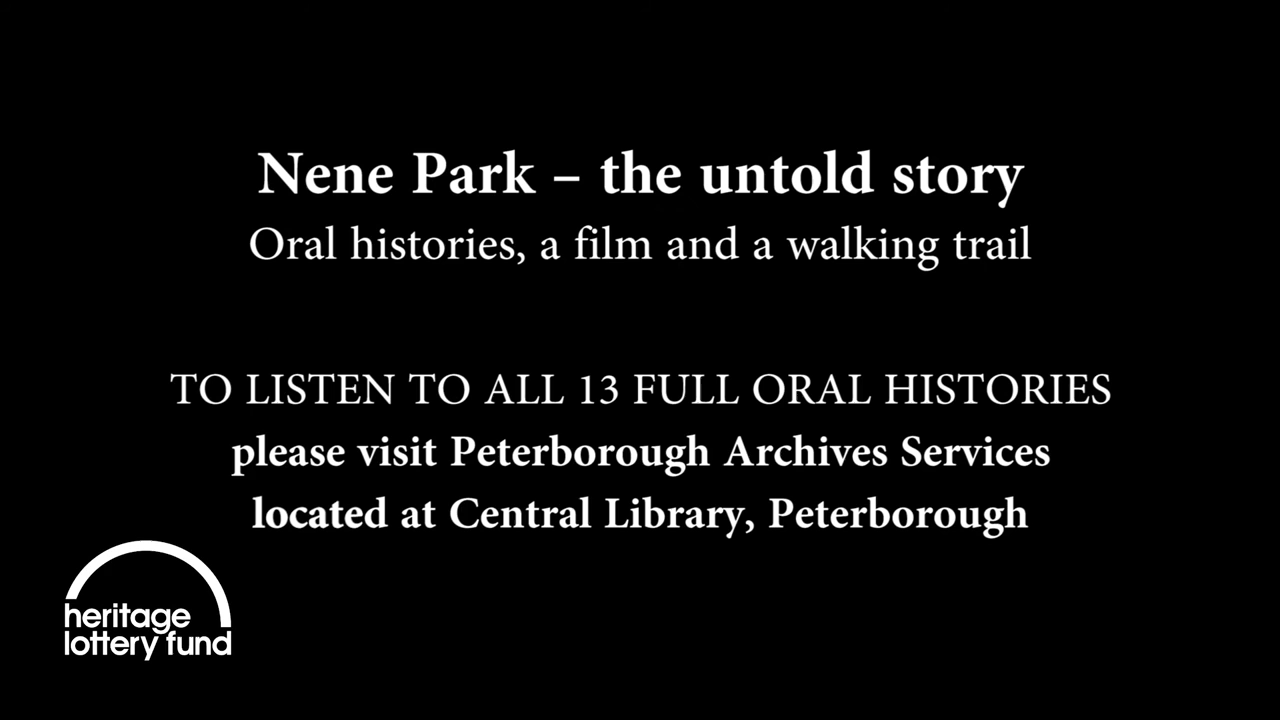 Nene Park – the untold story
Oral histories, a film and a walking trail
TO LISTEN TO ALL 13 FULL ORAL HISTORIES
please visit Peterborough Archives Services
located at Central Library, Peterborough
heritage
lottery fund